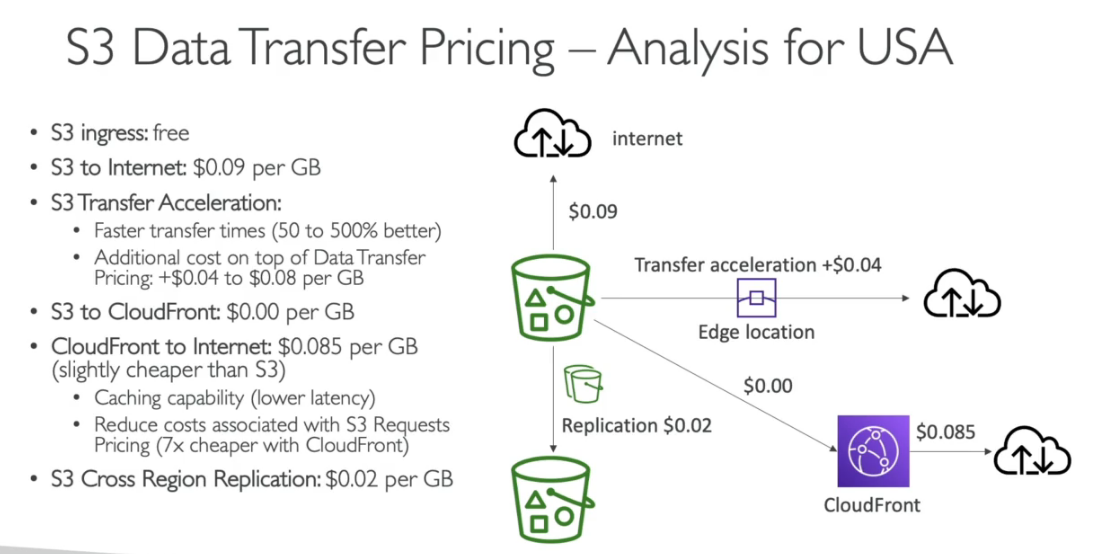 S3 Data Transfer Pricing – Analysis for USA
• S3 ingress: free
• S3 to Internet: $0.09 per GB
• S3 Transfer Acceleration:
• Faster transfer times (50 to 500% better)
• Additional cost on top of Data Transfer
Pricing: +$0.04 to $0.08 per GB
• S3 to CloudFront: $0.00 per GB
• CloudFront to Internet: $0.085 per GB
(slightly cheaper than S3)
• Caching capability (lower latency)
• Reduce costs associated with S3 Requests
Pricing (7x cheaper with CloudFront)
• S3 Cross Region Replication: $0.02 per GB
internet
$0.09
Transfer acceleration +$0.04
Edge location
$0.00
Replication $0.02
$0.085
CloudFront